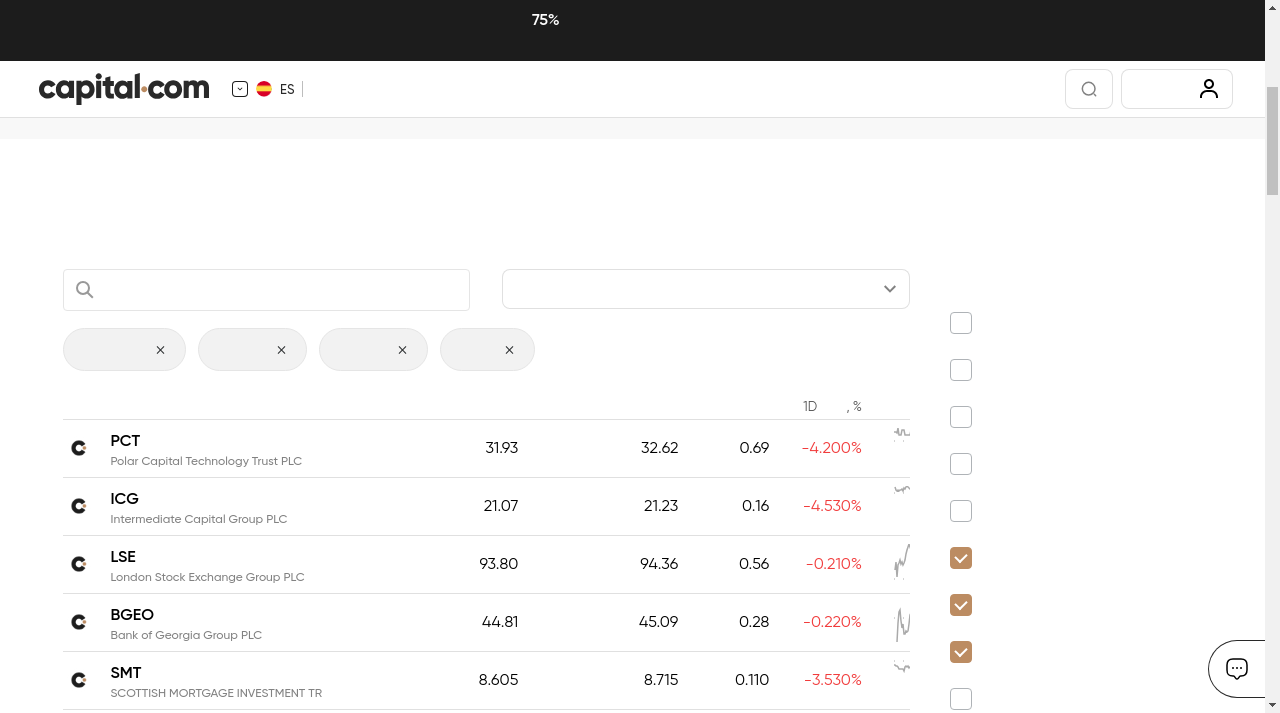 75%
capital.com
ES
1D , %
PCT
Polar Capital Technology Trust PLC
31.93 32.62 0.69 -4.200%
ICG
Intermediate Capital Group PLC
21.07 21.23 0.16 -4.530%
LSE
London Stock Exchange Group PLC
93.80 94.36 0.56 -0.210%
BGEO
Bank of Georgia Group PLC
44.81 45.09 0.28 -0.220%
SMT
SCOTTISH MORTGAGE INVESTMENT TR
8.605 8.715 0.110 -3.530%